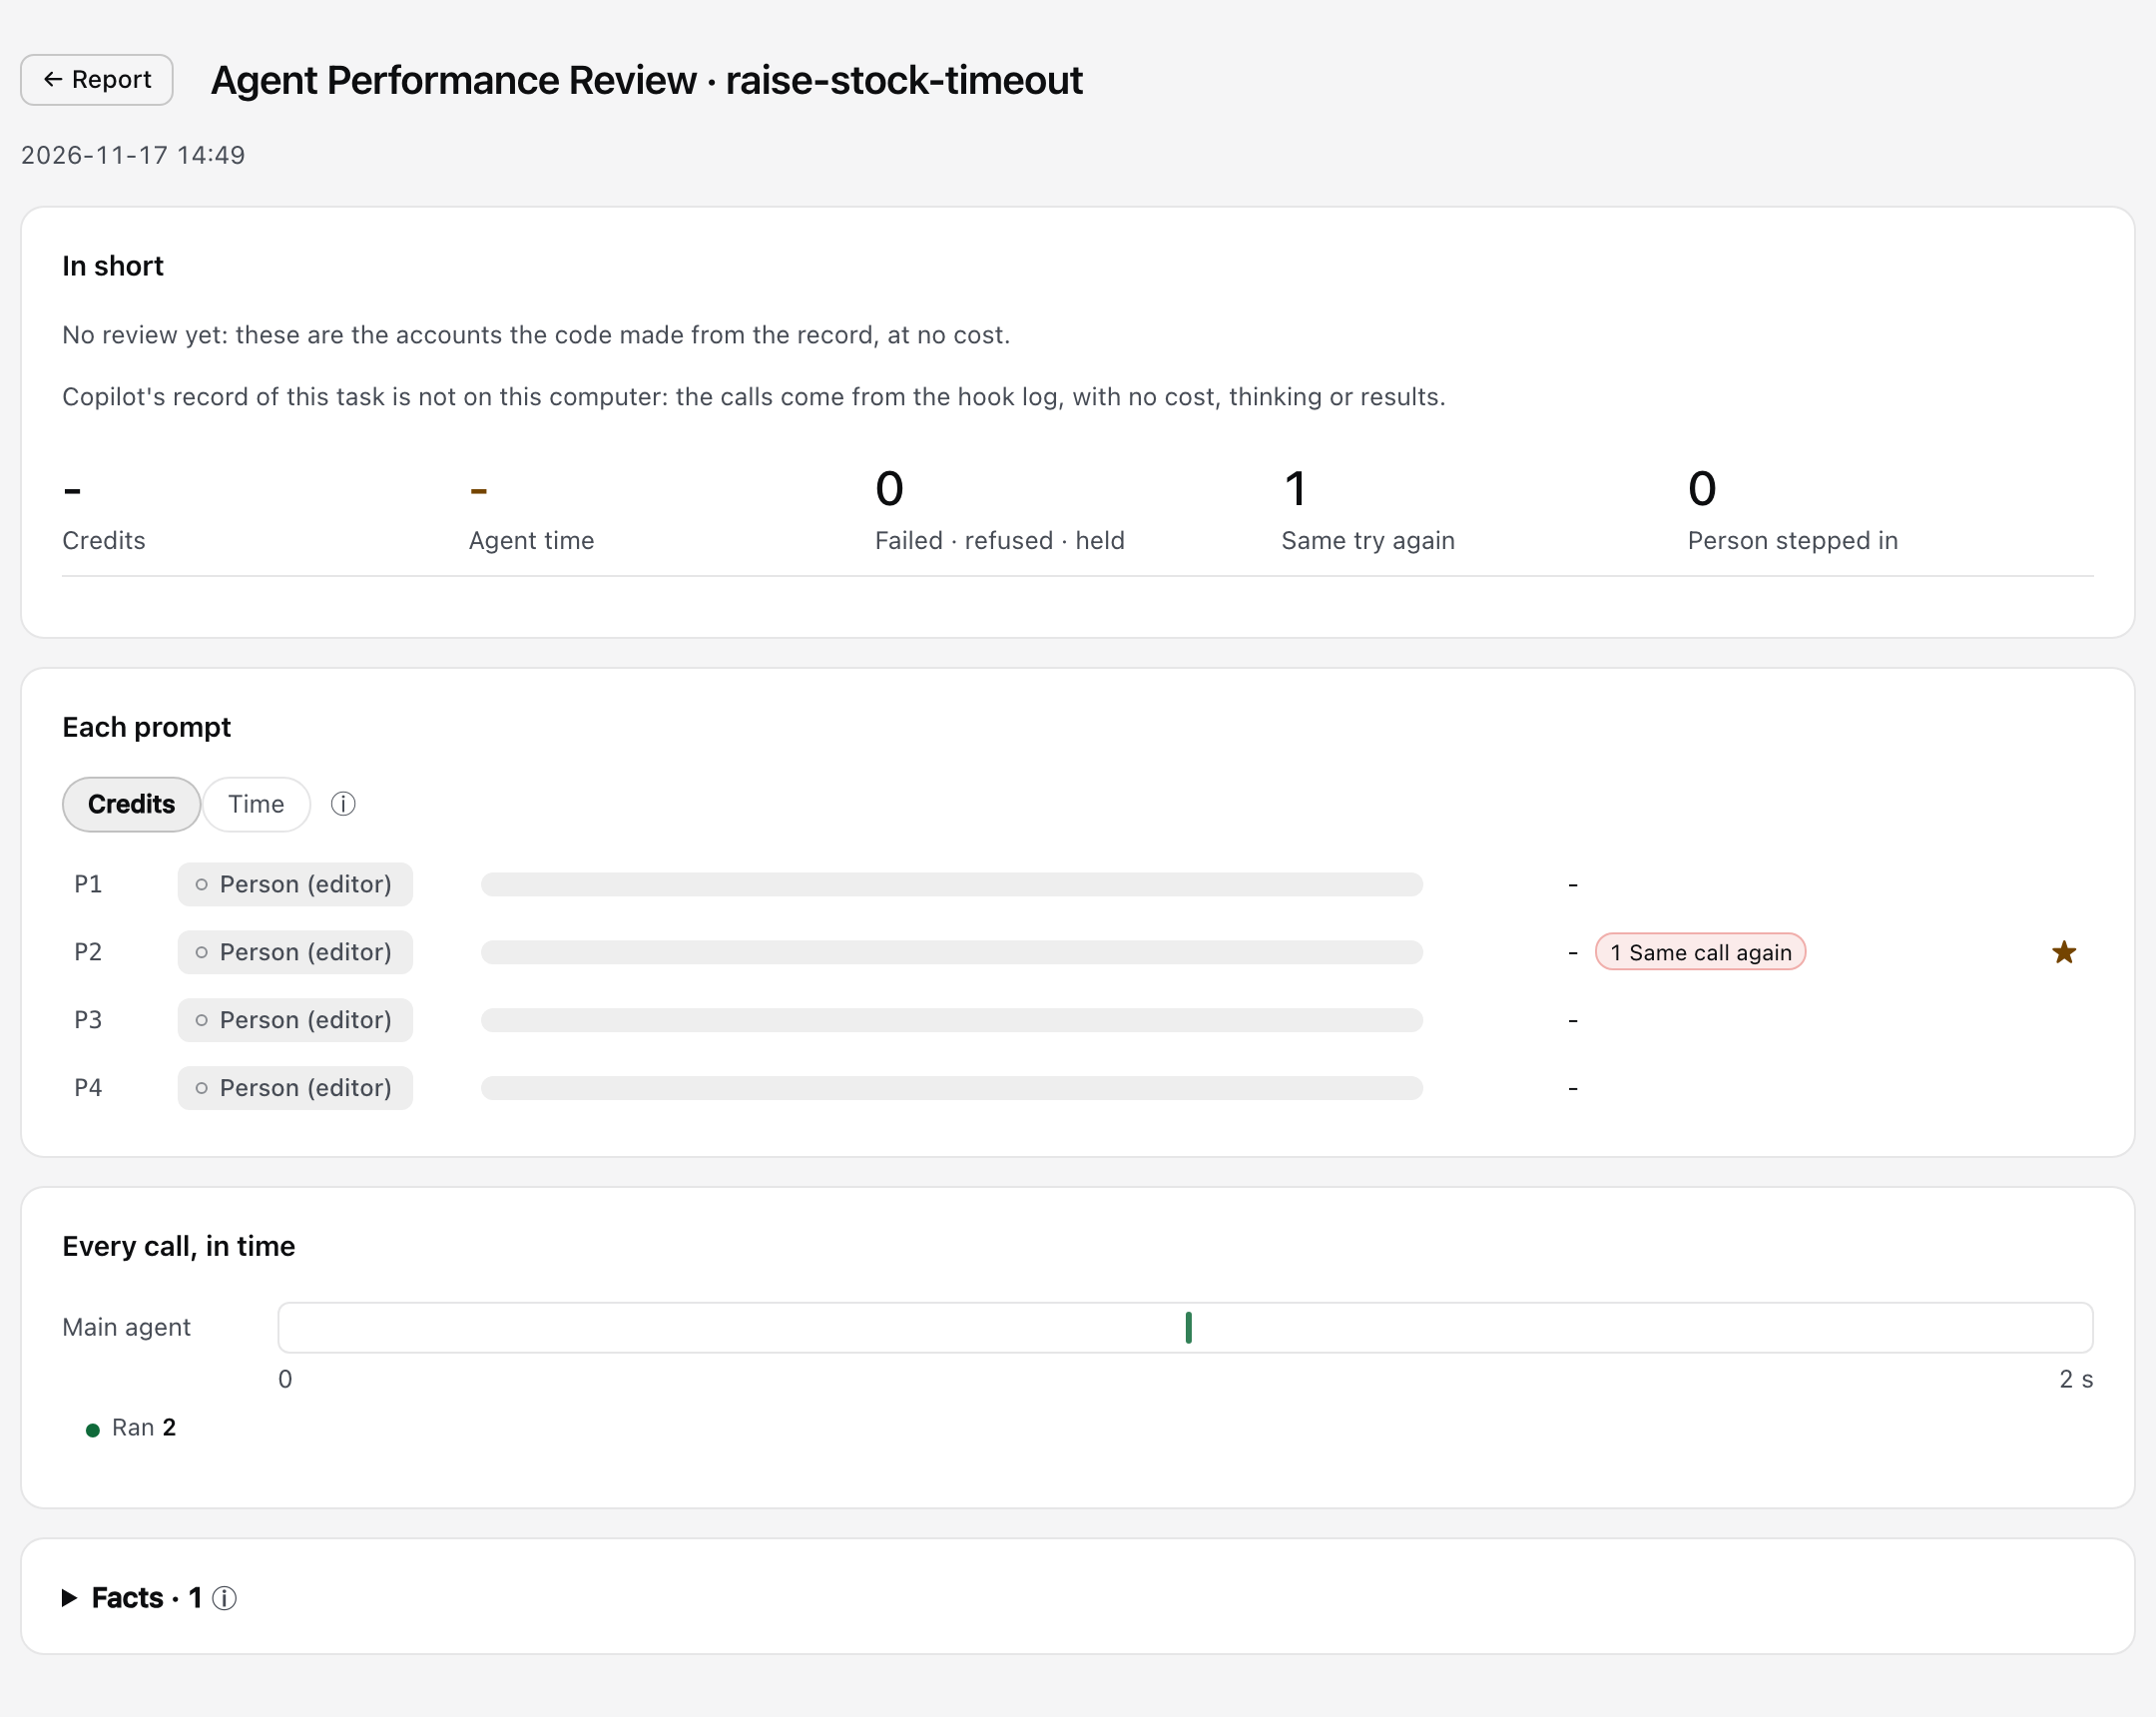 ← Report
Agent Performance Review · raise-stock-timeout
2026-11-17 14:49
In short
No review yet: these are the accounts the code made from the record, at no cost.
Copilot's record of this task is not on this computer: the calls come from the hook log, with no cost, thinking or results.
- - 0 1 0
Credits Agent time Failed · refused · held Same try again Person stepped in
Each prompt
Credits Time ⓘ
P1 Person (editor) -
P2 Person (editor) - 1 Same call again ★
P3 Person (editor) -
P4 Person (editor) -
Every call, in time
Main agent
0 2 s
Ran 2
▶ Facts · 1 ⓘ